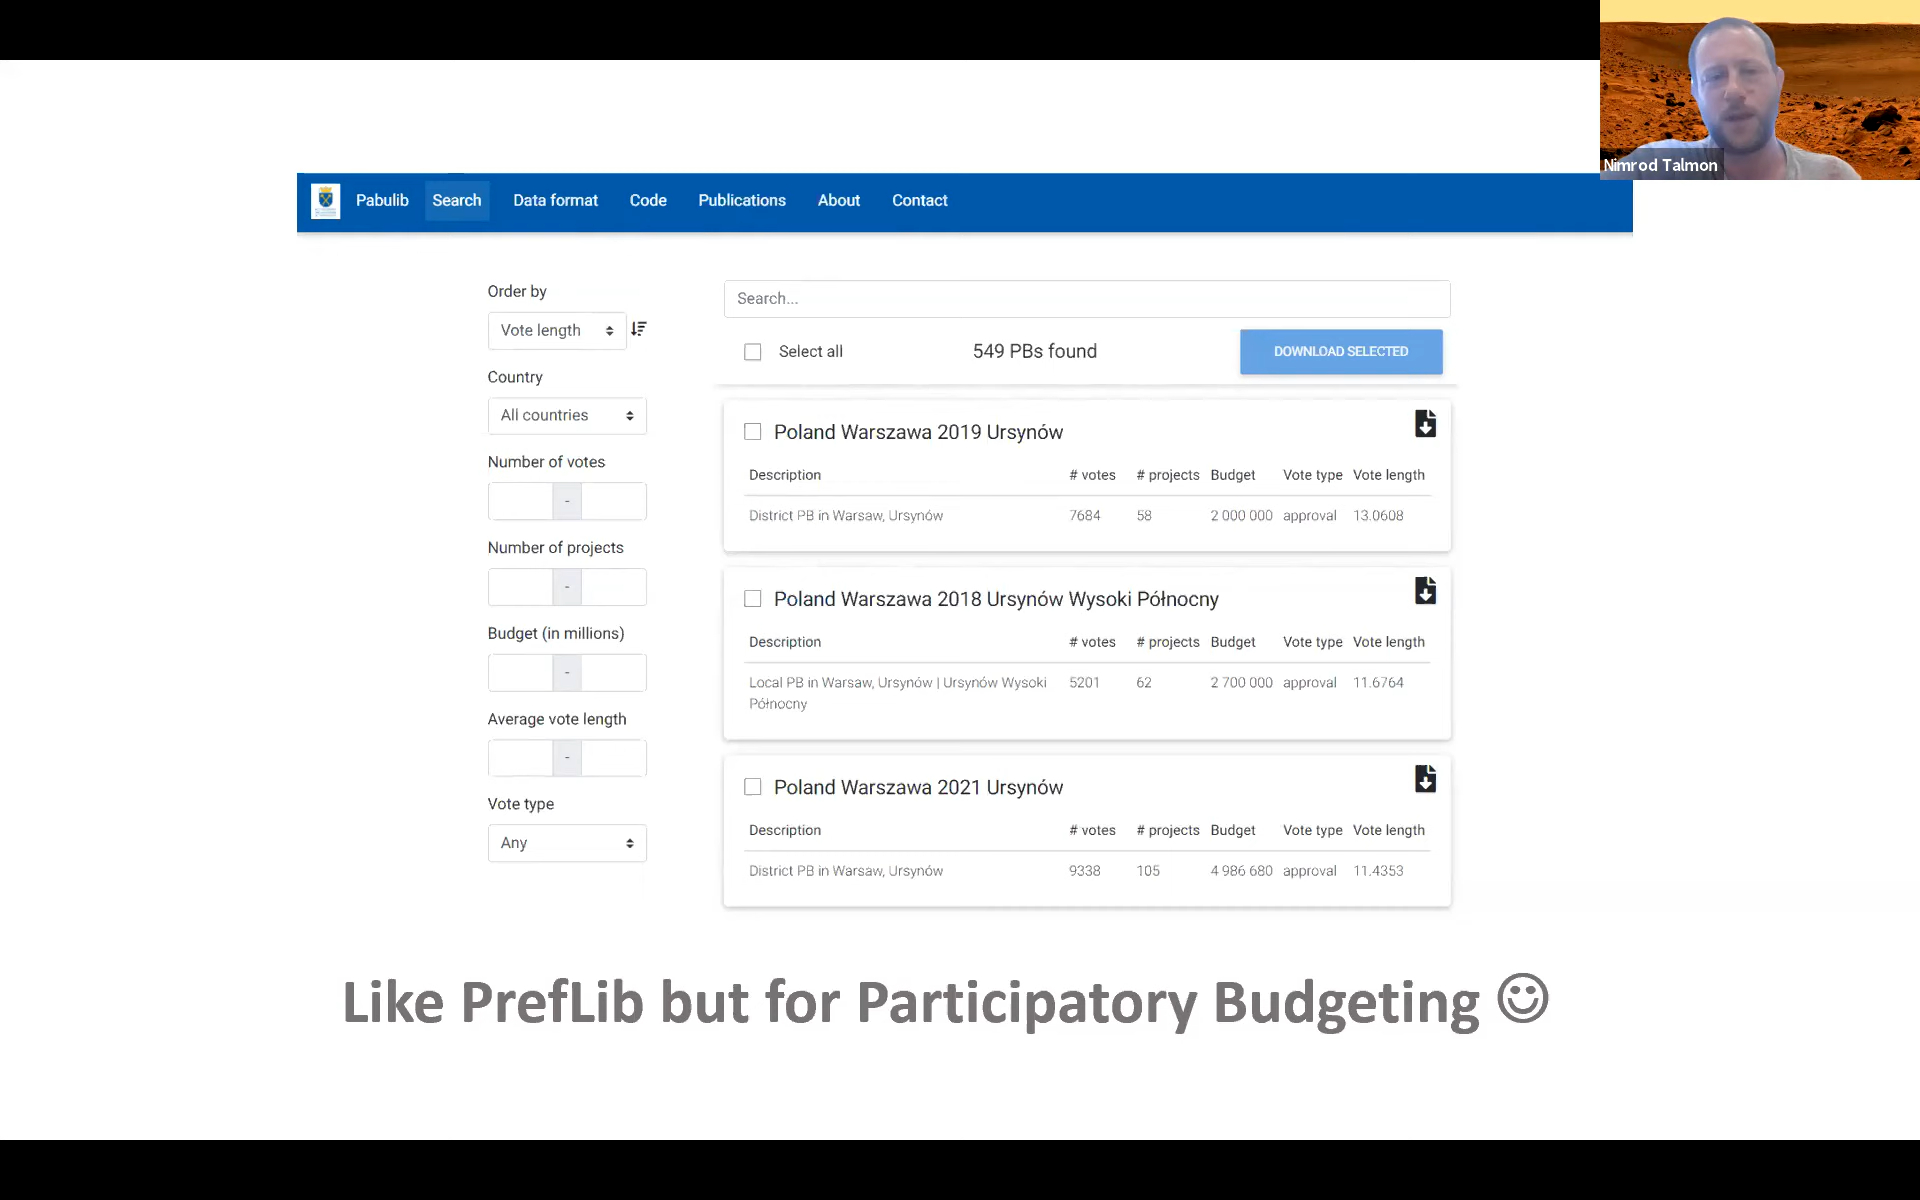 Nimrod Talmon
Pabulib Search Data format Code Publications About Contact
Order by
Vote length
Country
All countries
Number of votes
-
Number of projects
-
Budget (in millions)
-
Average vote length
-
Vote type
Any
Search...
Select all 549 PBs found DOWNLOAD SELECTED
Poland Warszawa 2019 Ursynów
Description # votes # projects Budget Vote type Vote length
District PB in Warsaw, Ursynów 7684 58 2 000 000 approval 13.0608
Poland Warszawa 2018 Ursynów Wysoki Północny
Description # votes # projects Budget Vote type Vote length
Local PB in Warsaw, Ursynów | Ursynów Wysoki 5201 62 2 700 000 approval 11.6764
Północny
Poland Warszawa 2021 Ursynów
Description # votes # projects Budget Vote type Vote length
District PB in Warsaw, Ursynów 9338 105 4 986 680 approval 11.4353
Like PrefLib but for Participatory Budgeting ☺